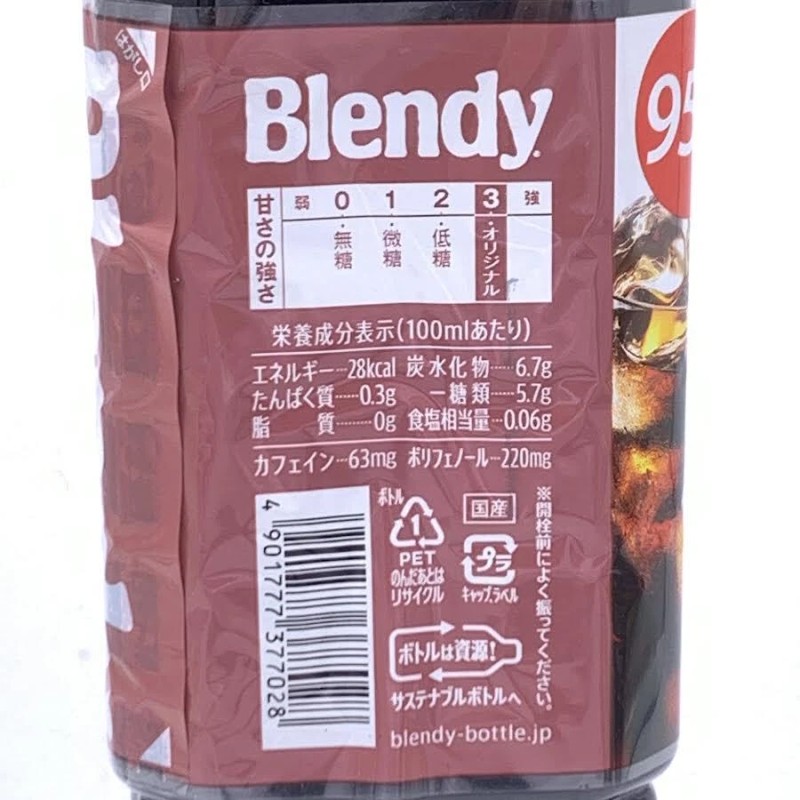 はがし口
Blendy
甘さの強さ
弱 0 1 2 3 強
・無糖 ・微糖 ・低糖 ・オリジナル
栄養成分表示(100mlあたり)
エネルギー…28kcal 炭水化物……6.7g
たんぱく質……0.3g ー糖類……5.7g
脂質………0g 食塩相当量…0.06g
カフェイン…63mg ポリフェノール…220mg
ボトル
1
PET
のんだあとは
リサイクル
国産
プラ
キャップ、ラベル
※開栓前によく振ってください。
ボトルは資源!
サステナブルボトルへ
blendy-bottle.jp
4 901777 377028
95